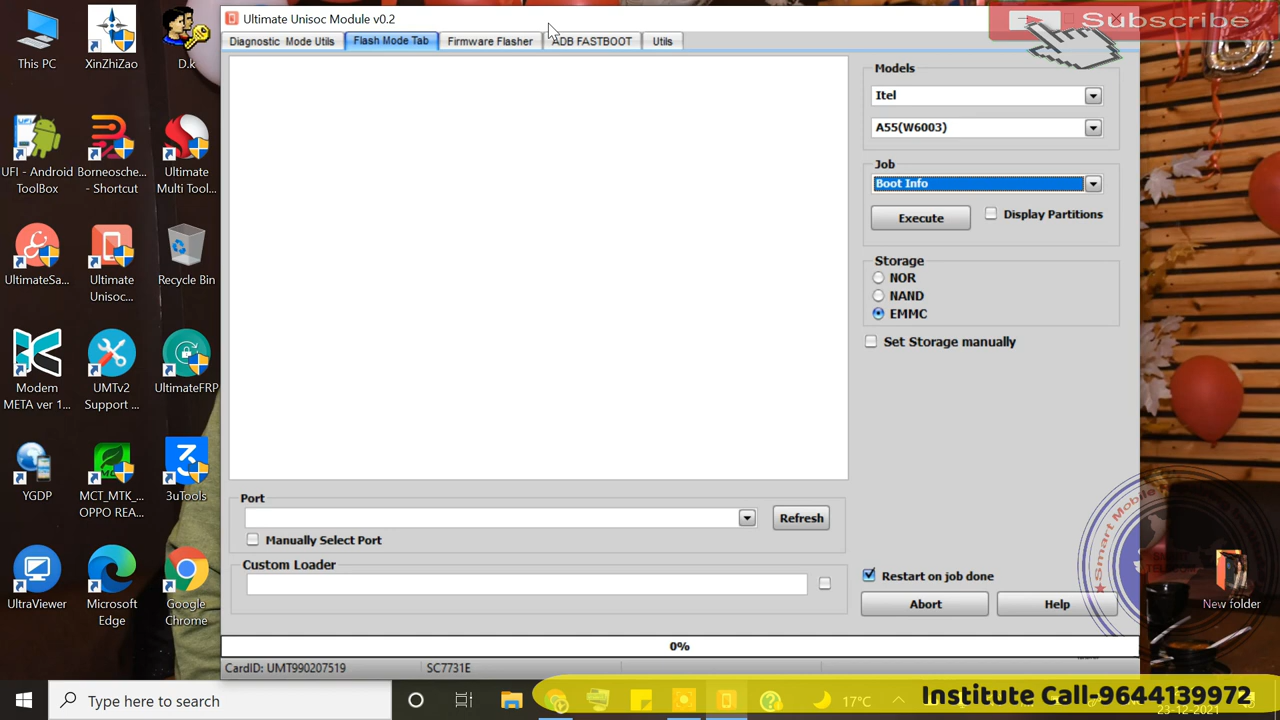 This PC
XinZhiZao
D.k
UFI - Android
ToolBox
Borneosche...
- Shortcut
Ultimate
Multi Tool...
UltimateSa...
Ultimate
Unisoc...
Recycle Bin
Modem
META ver 1...
UMTv2
Support ...
UltimateFRP
YGDP
MCT_MTK_...
OPPO REA...
3uTools
UltraViewer
Microsoft
Edge
Google
Chrome
Ultimate Unisoc Module v0.2
Subscribe
Diagnostic Mode Utils
Flash Mode Tab
Firmware Flasher
ADB FASTBOOT
Utils
Models
Itel
A55(W6003)
Job
Boot Info
Execute
Display Partitions
Storage
NOR
NAND
EMMC
Set Storage manually
Port
Refresh
Manually Select Port
Custom Loader
Restart on job done
Abort
Help
0%
CardID: UMT990207519
SC7731E
New folder
Type here to search
17°C
Institute Call-9644139972
23-12-2021